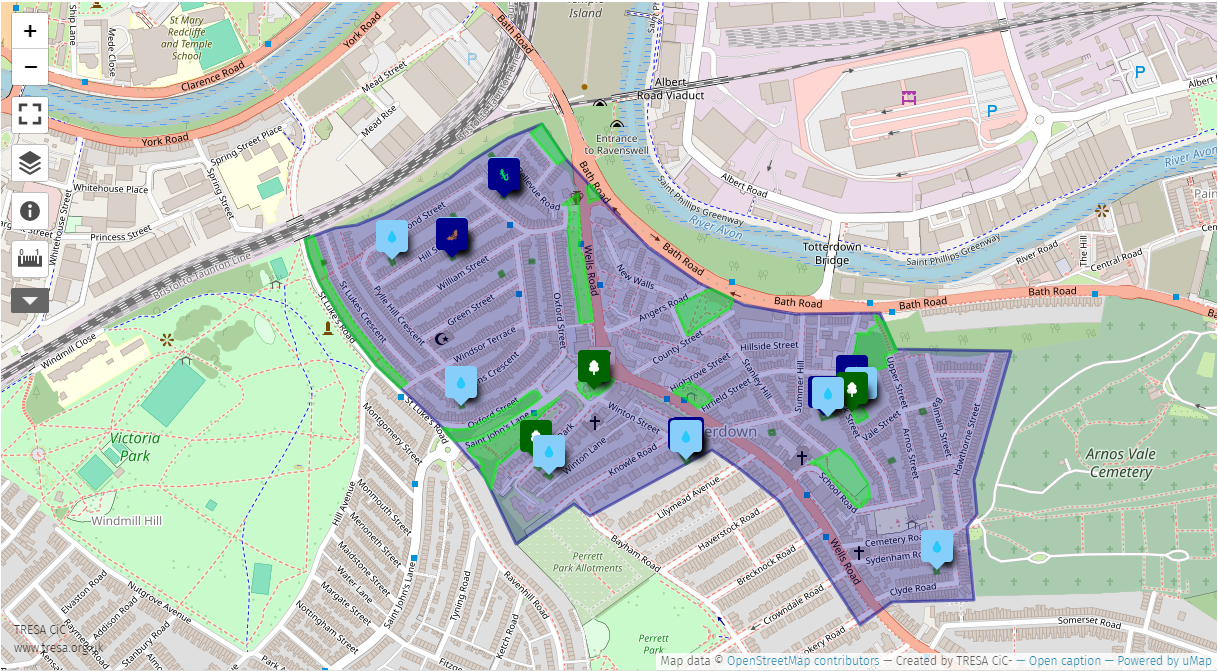 Island
Ship Lane
Mede Close
St Mary
Redcliffe
and Temple
School
York Road
Bath Road
P
Clarence Road
Mead Street
Mead Rise
York Road
Spring Street Place
Spring Street
Albert
Road Viaduct
P
P
Albert
Entrance
to Ravenswell
Bath Road
Albert Road
River Avon
Saint Phillips Greenway
River Avon
Whitehouse Place
Whitehouse Street
Princess Street
Bristol to Taunton Line
Totterdown
Bridge
Saint Phillips Greenway
River Road
The Hill
Central Road
Bath Road
Bath Road
Bath Road
William Street
Wells Road
New Walls
Angers Road
Pylle Hill Crescent
Green Street
Oxford Street
St Lukes Crescent
St Luke's Road
Windsor Terrace
County Street
Hillside Street
Windmill Close
Highgrove Street
Firfield Street
Stanley Hill
Summer Hill
Upper Street
Oxford Street
Saint John's Lane
St Luke's Road
Montgomery Street
Winton Street
Winton Lane
Knowle Road
Vale Street
Arnos Street
Balmain Street
Hawthorne Street
Victoria
Park
Arnos Vale
Cemetery
School Road
Windmill Hill
Hill Avenue
Monmouth Street
Merioneth Street
Madstone Street
Water Lane
Margate Street
Nottingham Street
Saint John's Lane
Lilymead Avenue
Haverstock Road
Brecknock Road
Crowndale Road
Bayham Road
Perrett
Park Allotments
Perrett
Park
Ravenhill Road
Tyning Road
Ketch Road
Cemetery Road
Sydenham Road
Clyde Road
Wells Road
Somerset Road
Elvaston Road
Addison Road
Nutgrove Avenue
Stanbury Road
TRESA CiC
www.tresa.org.uk
Map data © OpenStreetMap contributors — Created by TRESA CiC- — Open caption — Powered by uMap